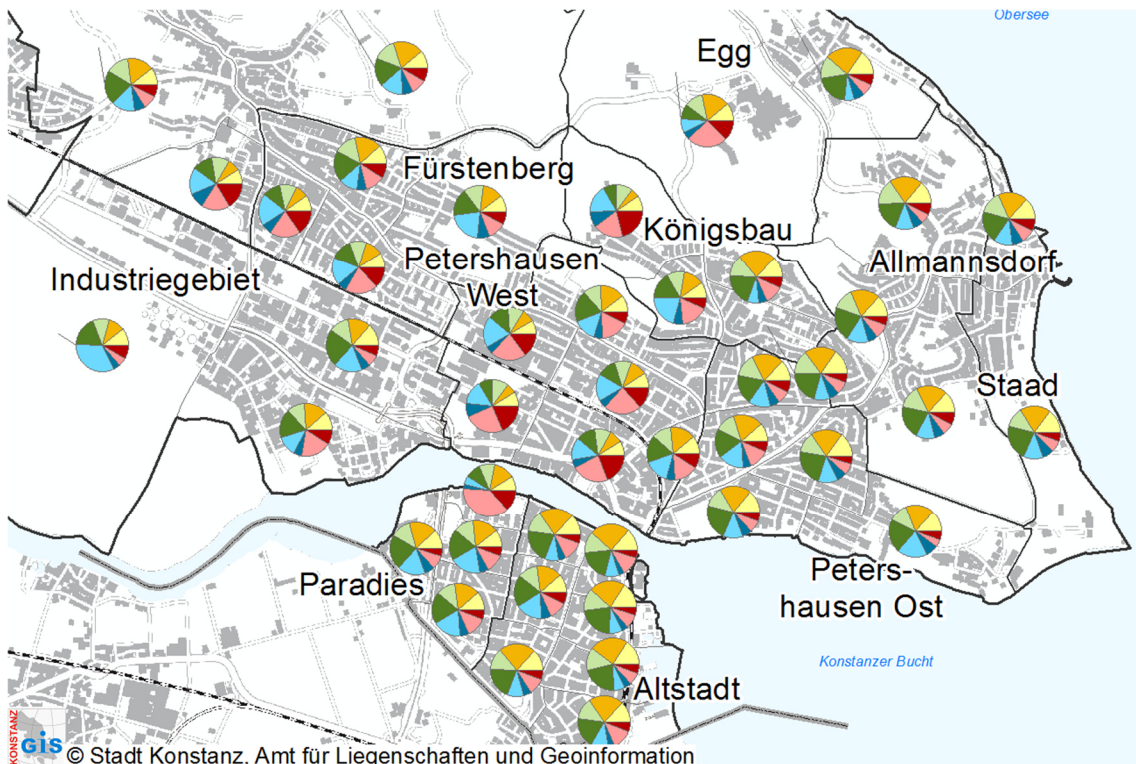 Obersee
Egg
Fürstenberg
Königsbau
Petershausen
West
Allmannsdorf
Industriegebiet
Staad
Paradies
Peters-
hausen Ost
Konstanzer Bucht
Altstadt
KONSTANZ
GIS
© Stadt Konstanz, Amt für Liegenschaften und Geoinformation